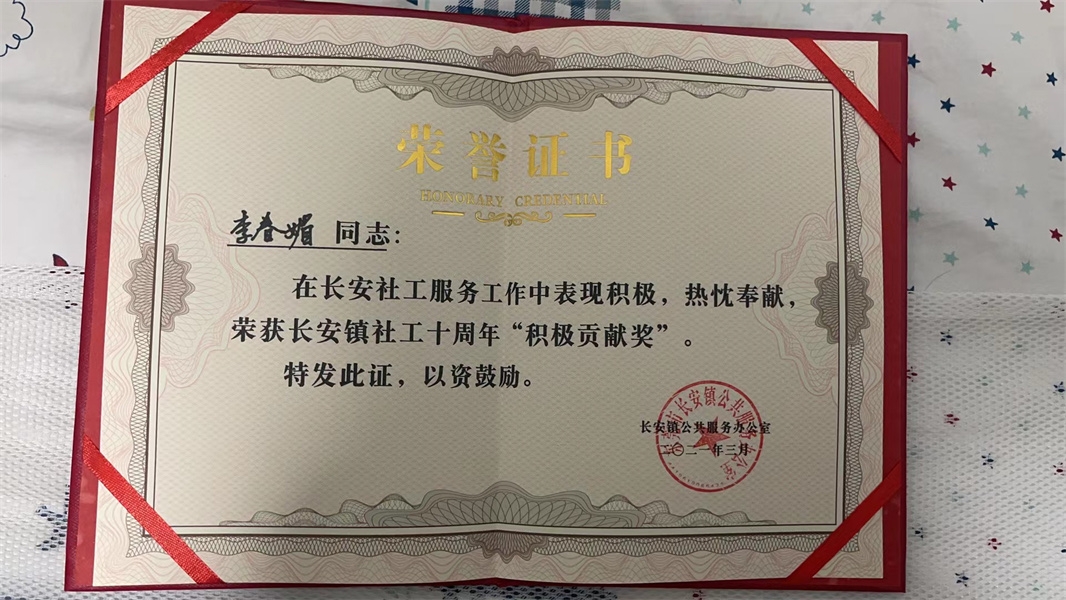 荣誉证书
HONORARY CREDENTIAL
李春媚 同志：
在长安社工服务工作中表现积极，热忱奉献，
荣获长安镇社工十周年“积极贡献奖”。
特发此证，以资鼓励。
长安镇公共服务办公室
二〇二一年三月